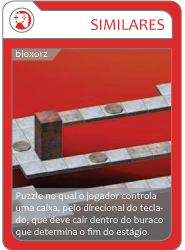 SIMILARES
bloxorz
Puzzle no qual o jogador controla
uma caixa, pelo direcional do tecla-
do, que deve cair dentro do buraco
que determina o fim do estágio.